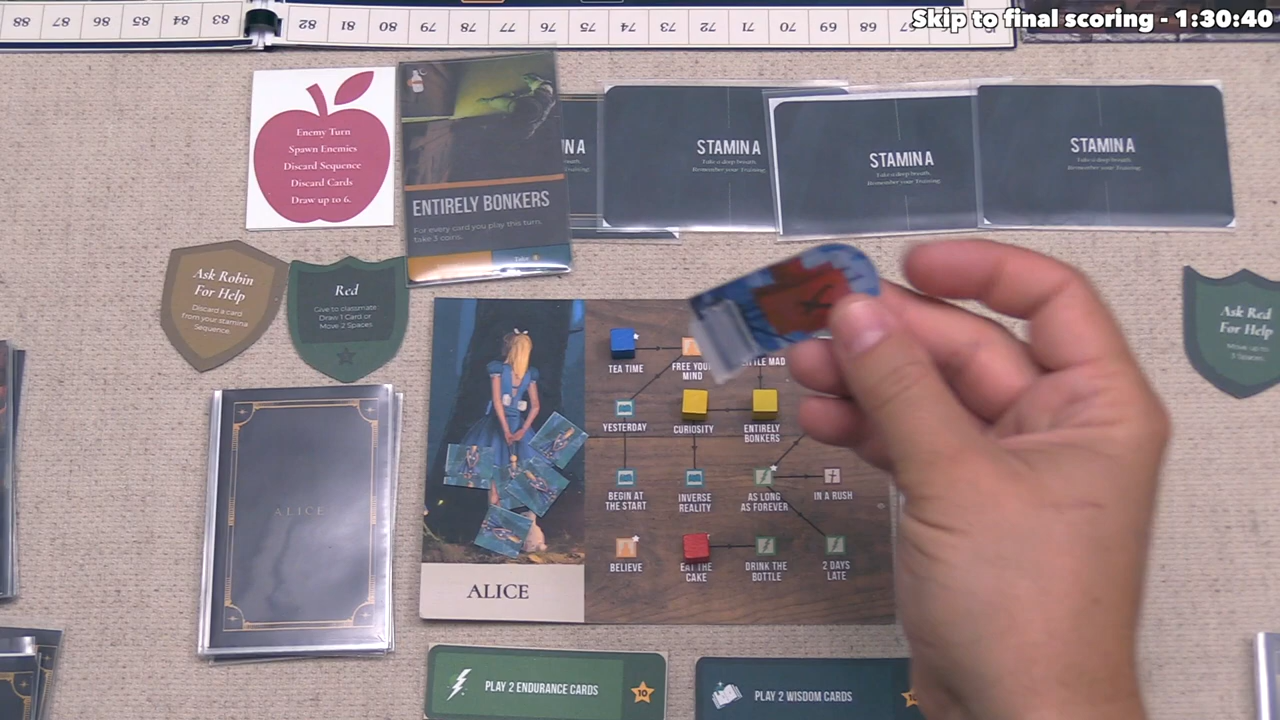 Skip to final scoring - 1:30:40
88 87 86 85 84 83 82 81 80 79 78 77 76 75 74 73 72 71 70 69 68 67
Enemy Turn
Spawn Enemies
Discard Sequence
Discard Cards
Draw up to 6.
ENTIRELY BONKERS
For every card you play this turn,
take 3 coins.
NA
STAMINA
Take a deep breath.
Remember your Training.
STAMINA
Take a deep breath.
Remember your Training.
STAMINA
Take a deep breath.
Remember your Training.
Ask Robin
For Help
Discard a card
from your stamina
Sequence.
Red
Give to classmate
Draw 1 Card or
Move 2 Spaces
Ask Red
For Help
Move up to
3 Spaces.
ALICE
ALICE
TEA TIME
FREE YOUR
MIND
TTLE MAD
YESTERDAY
CURIOSITY
ENTIRELY
BONKERS
BEGIN AT
THE START
INVERSE
REALITY
AS LONG
AS FOREVER
IN A RUSH
BELIEVE
EAT THE
CAKE
DRINK THE
BOTTLE
2 DAYS
LATE
PLAY 2 ENDURANCE CARDS
10
PLAY 2 WISDOM CARDS